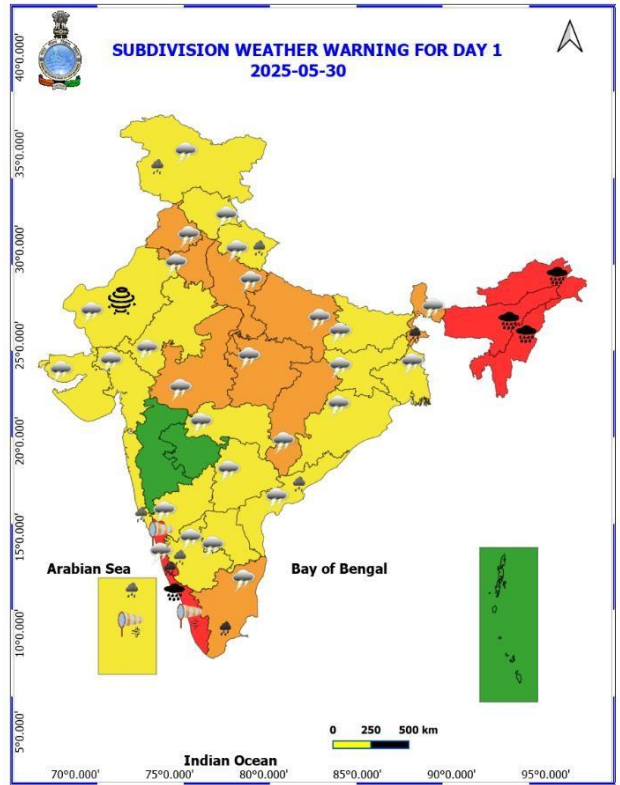 SUBDIVISION WEATHER WARNING FOR DAY 1
2025-05-30
40°0.000'
35°0.000'
30°0.000'
25°0.000'
20°0.000'
15°0.000'
10°0.000'
5°0.000'
Arabian Sea
Bay of Bengal
0 250 500 km
Indian Ocean
70°0.000' 75°0.000' 80°0.000' 85°0.000' 90°0.000' 95°0.000'